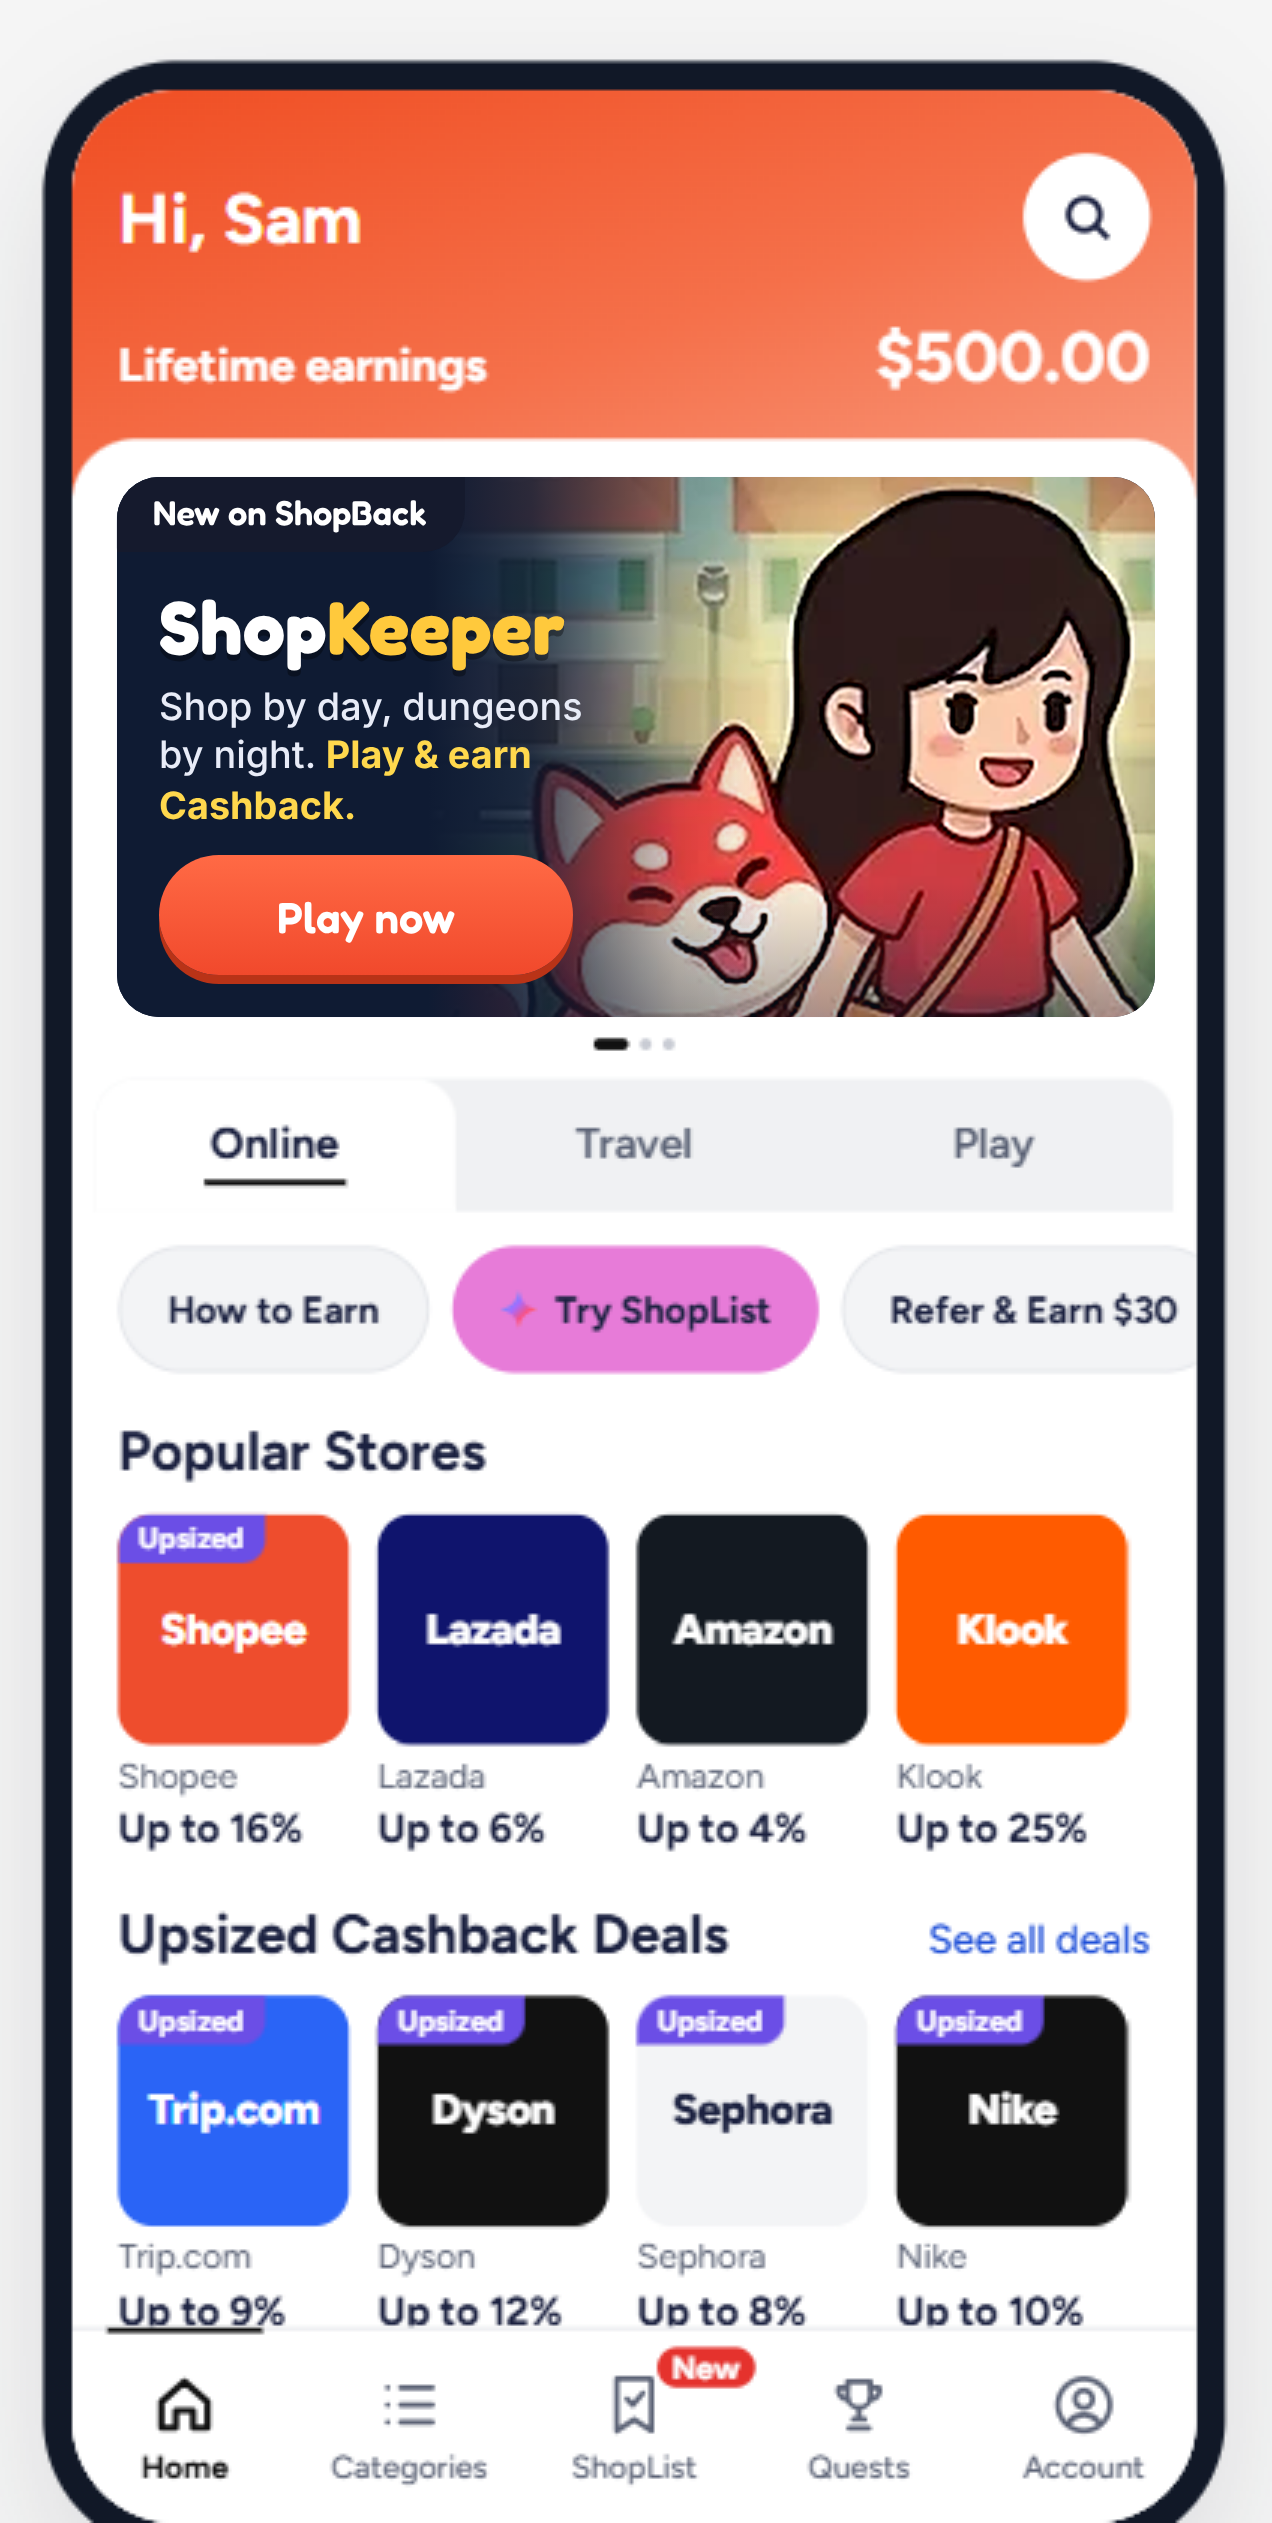 Hi, Sam
Lifetime earnings
$500.00
New on ShopBack
ShopKeeper
Shop by day, dungeons
by night. Play & earn
Cashback.
Play now
Online
Travel
Play
How to Earn
Try ShopList
Refer & Earn $30
Popular Stores
Upsized
Shopee
Lazada
Amazon
Klook
Shopee
Lazada
Amazon
Klook
Up to 16%
Up to 6%
Up to 4%
Up to 25%
Upsized Cashback Deals
See all deals
Upsized
Upsized
Upsized
Upsized
Trip.com
Dyson
Sephora
Nike
Trip.com
Dyson
Sephora
Nike
Up to 9%
Up to 12%
Up to 8%
Up to 10%
New
Home
Categories
ShopList
Quests
Account